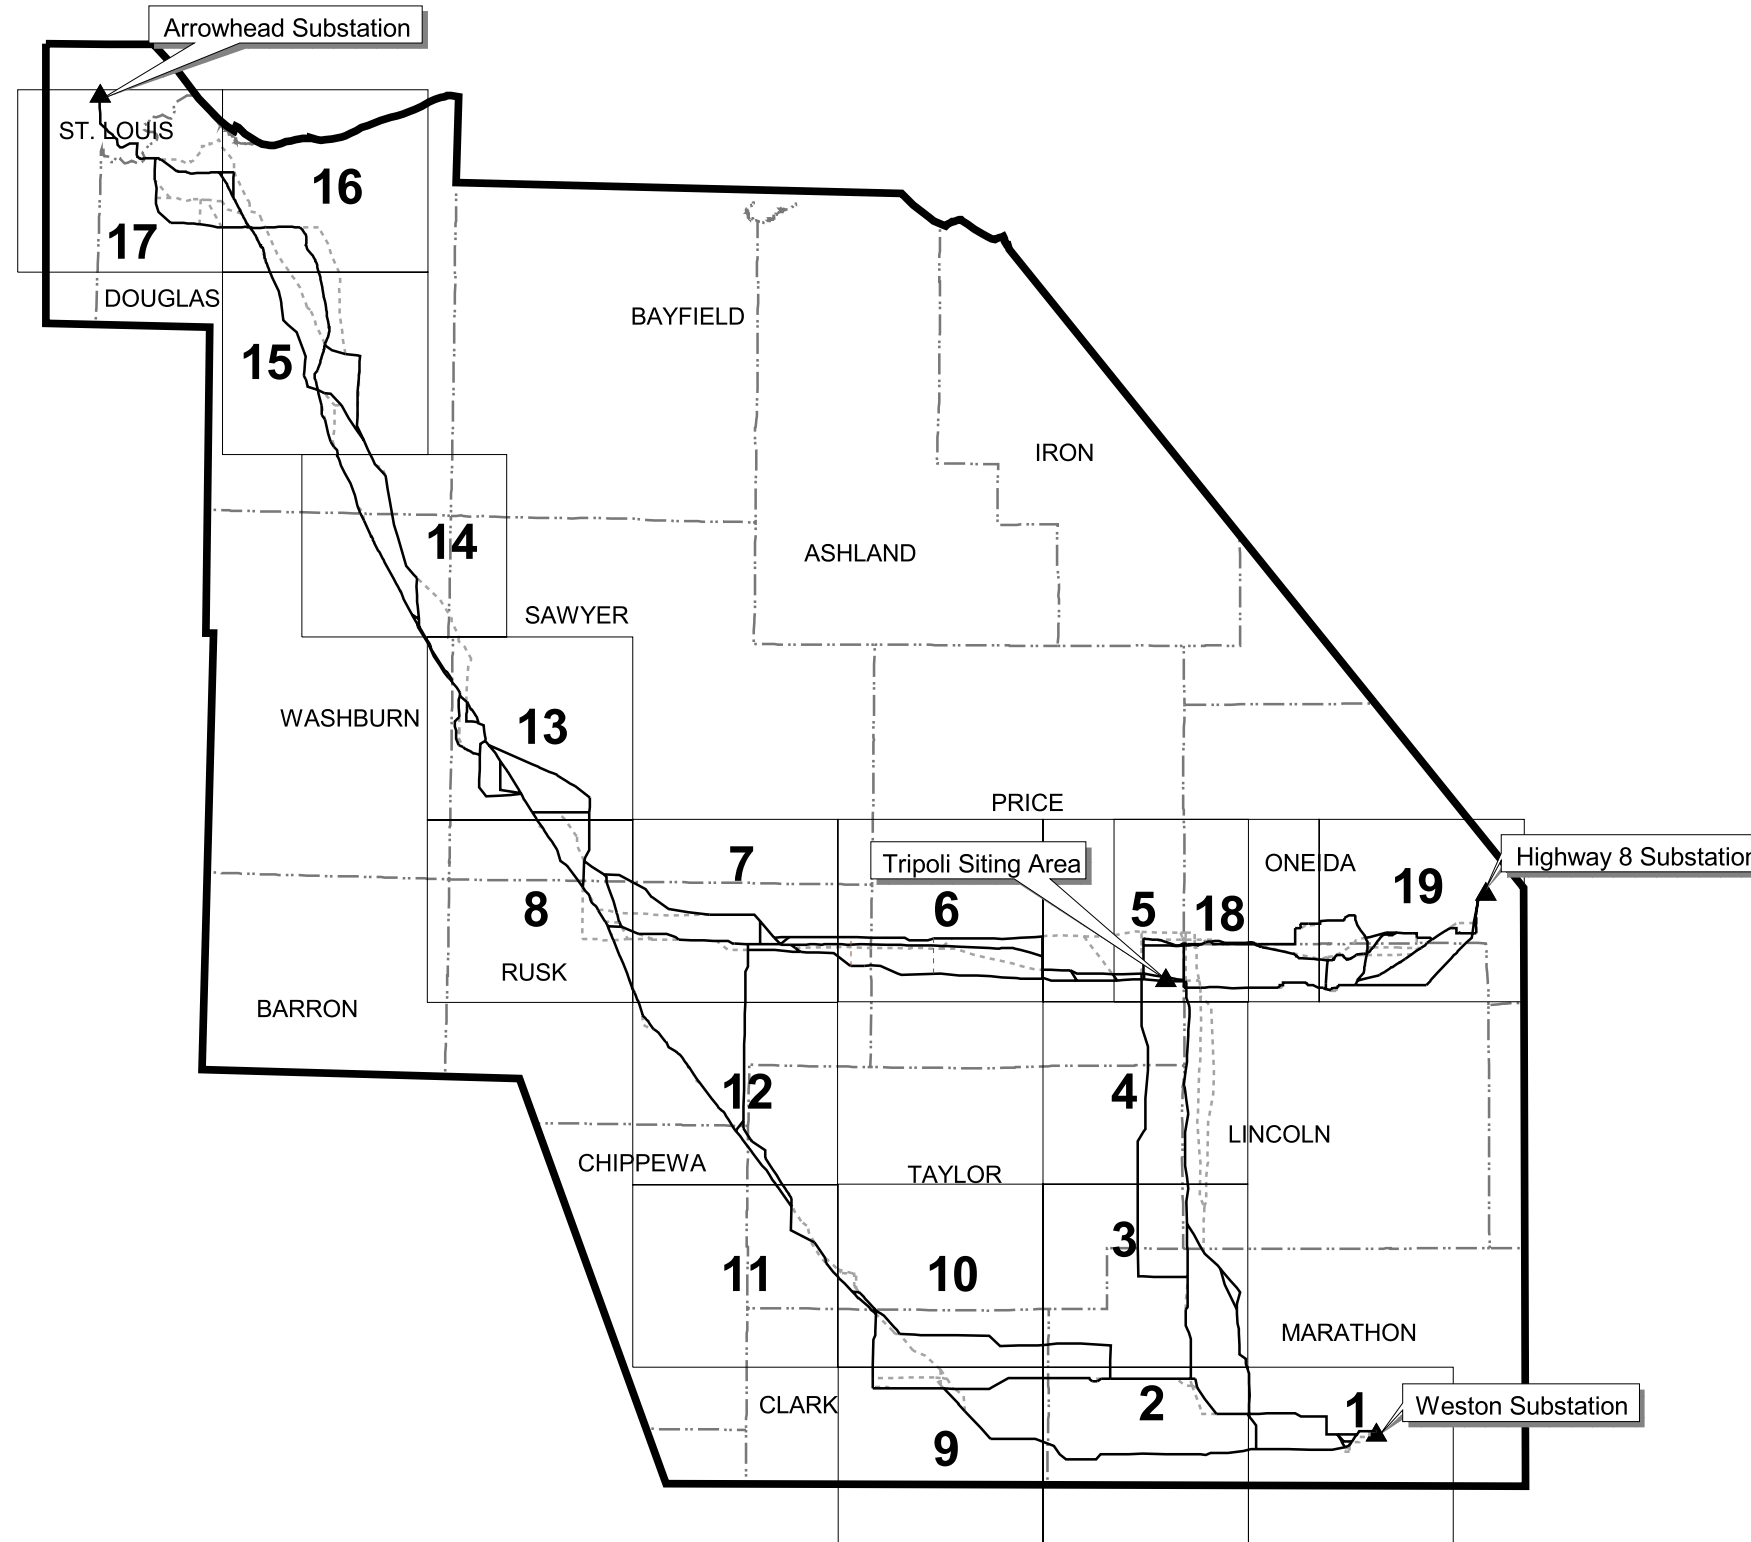 Arrowhead Substation
ST. LOUIS
16
17
DOUGLAS
BAYFIELD
15
IRON
14
ASHLAND
SAWYER
WASHBURN
13
PRICE
7
Tripoli Siting Area
ONEIDA
Highway 8 Substation
19
8
6
5
18
RUSK
BARRON
12
4
LINCOLN
CHIPPEWA
TAYLOR
3
11
10
MARATHON
CLARK
2
1
Weston Substation
9